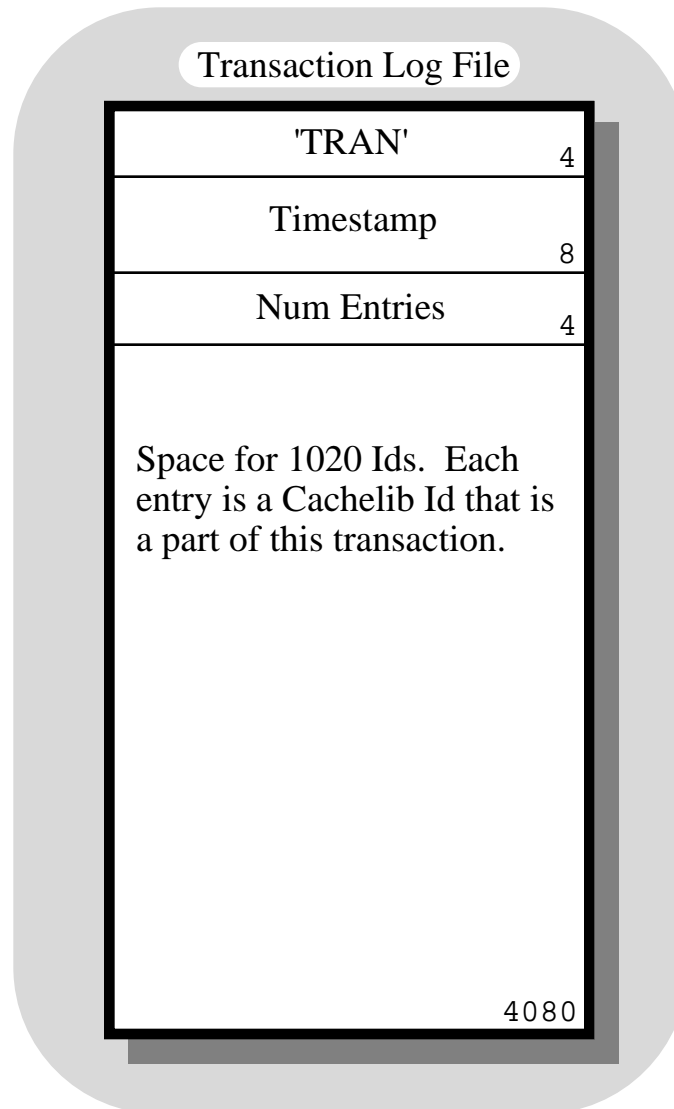 Transaction Log File
'TRAN'
4
Timestamp
8
Num Entries
4
Space for 1020 Ids.  Each
entry is a Cachelib Id that is
a part of this transaction.
4080